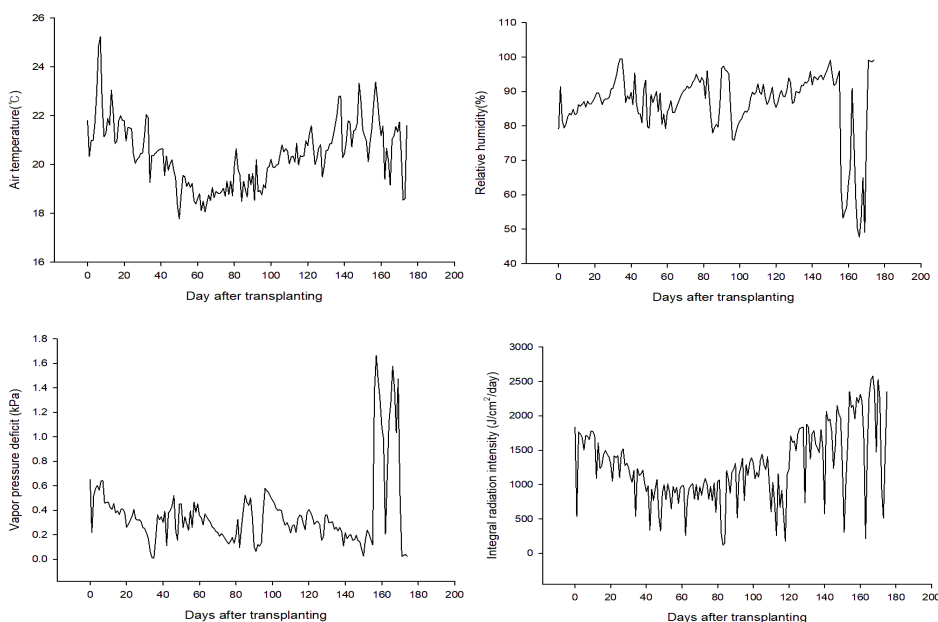 26
24
22
20
18
16
Air temperature(℃)
0 20 40 60 80 100 120 140 160 180 200
Day after transplanting
110
100
90
80
70
60
50
40
Relative humidity(%)
0 20 40 60 80 100 120 140 160 180 200
Days after transplanting
1.8
1.6
1.4
1.2
1.0
0.8
0.6
0.4
0.2
0.0
Vapor pressure deficit (kPa)
0 20 40 60 80 100 120 140 160 180 200
Days after transplanting
3000
2500
2000
1500
1000
500
0
Integral radiation intensity (J/cm²/day)
0 20 40 60 80 100 120 140 160 180 200
Days after transplanting